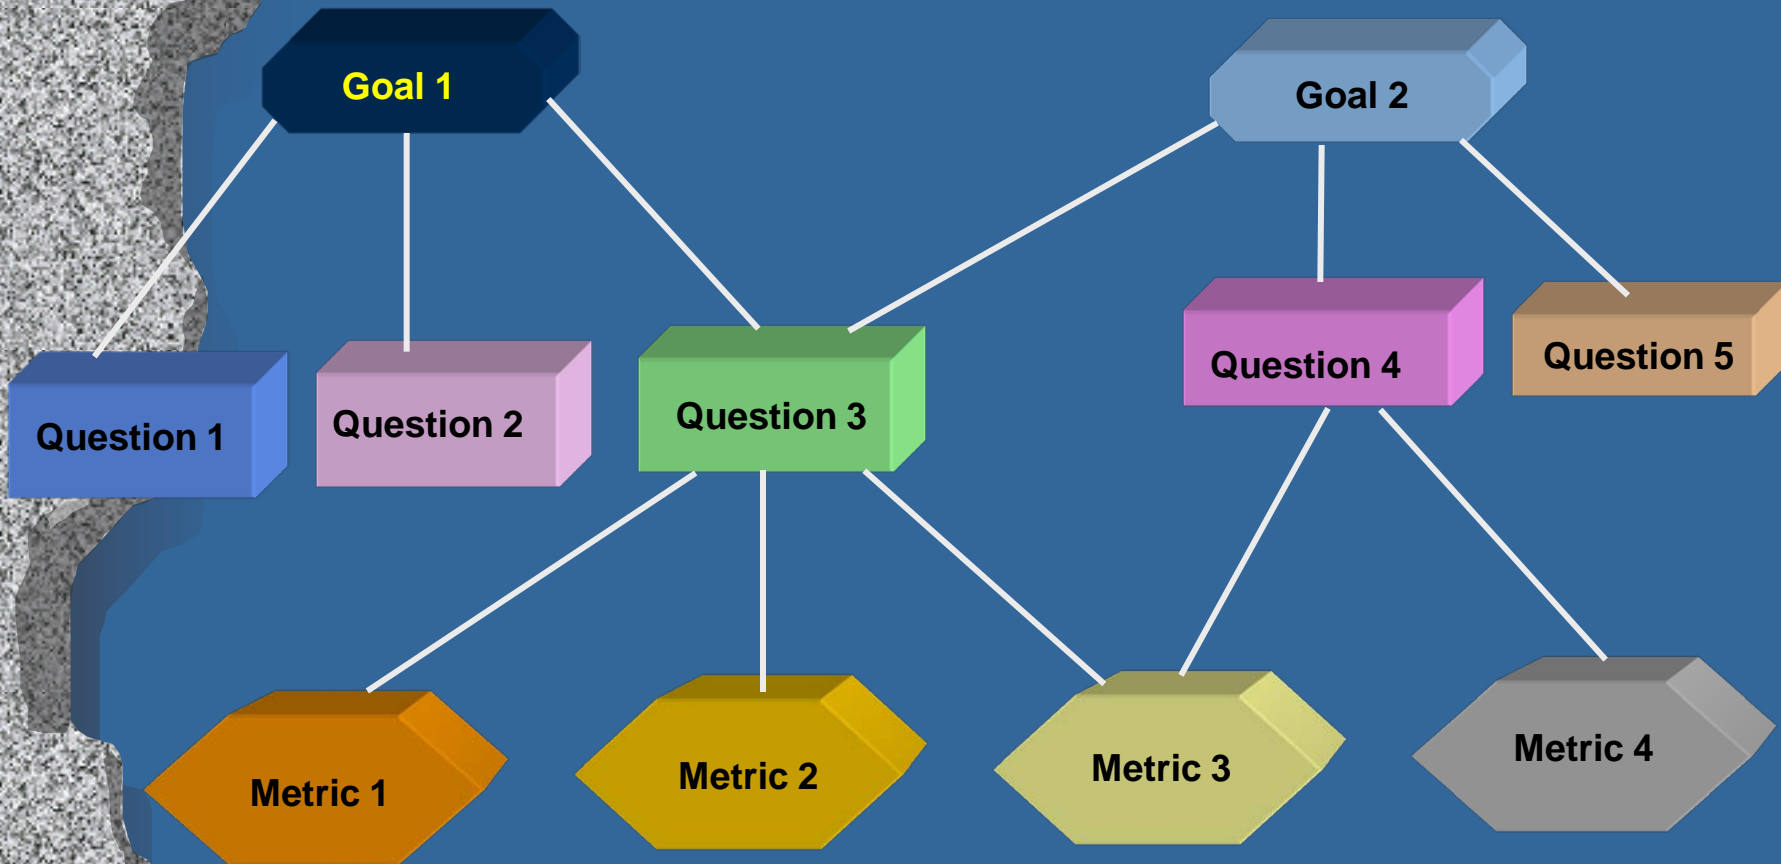 Goal 1
Goal 2
Question 1
Question 2
Question 3
Question 4
Question 5
Metric 1
Metric 2
Metric 3
Metric 4